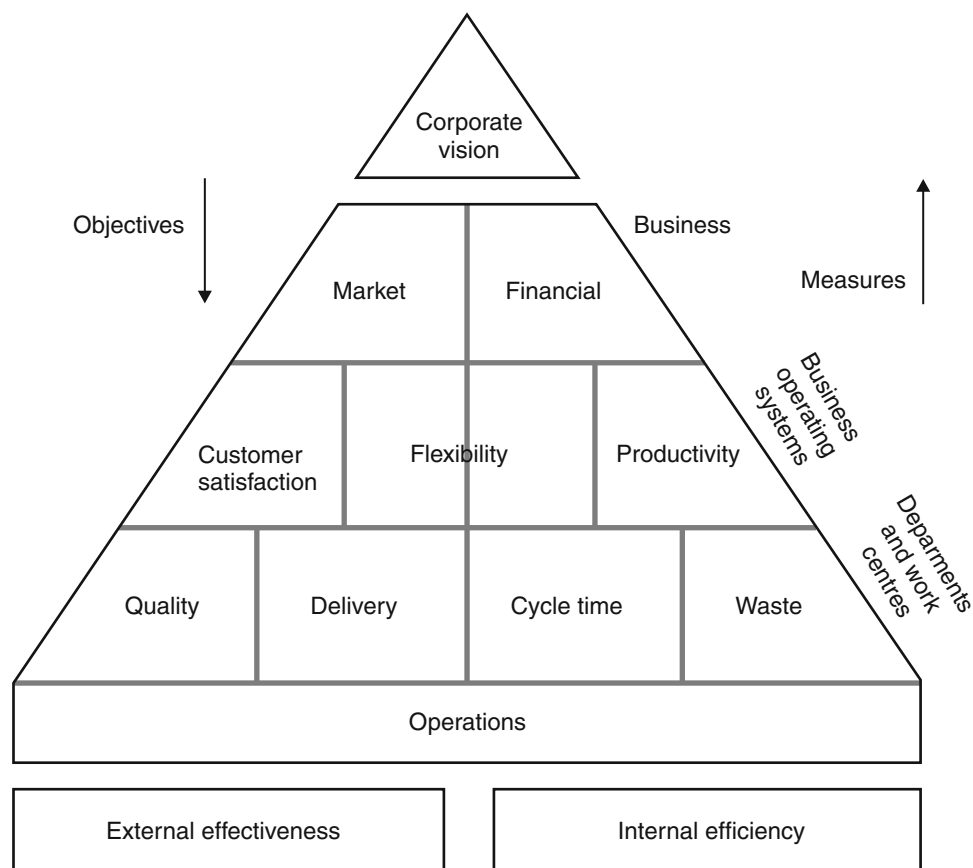 Corporate
vision
Objectives
Business
Measures
Market
Financial
Business
operating
systems
Customer
satisfaction
Flexibility
Productivity
Deparments
and work
centres
Quality
Delivery
Cycle time
Waste
Operations
External effectiveness
Internal efficiency